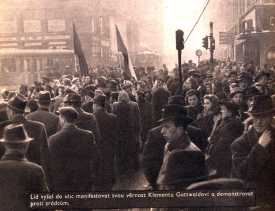 Lid vyšel do ulic manifestovat svou věrnost Klementu Gottwaldovi a demonstrovat
proti zrádcům.